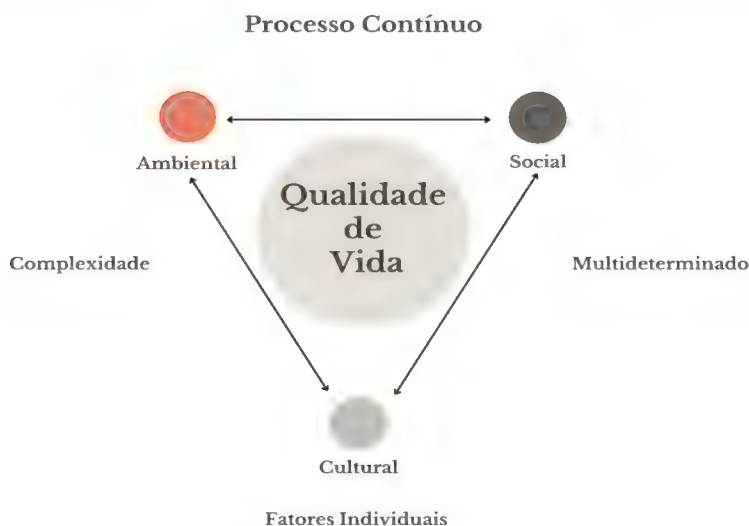 Processo Contínuo
Ambiental
Social
Qualidade
de
Vida
Complexidade
Multideterminado
Cultural
Fatores Individuais